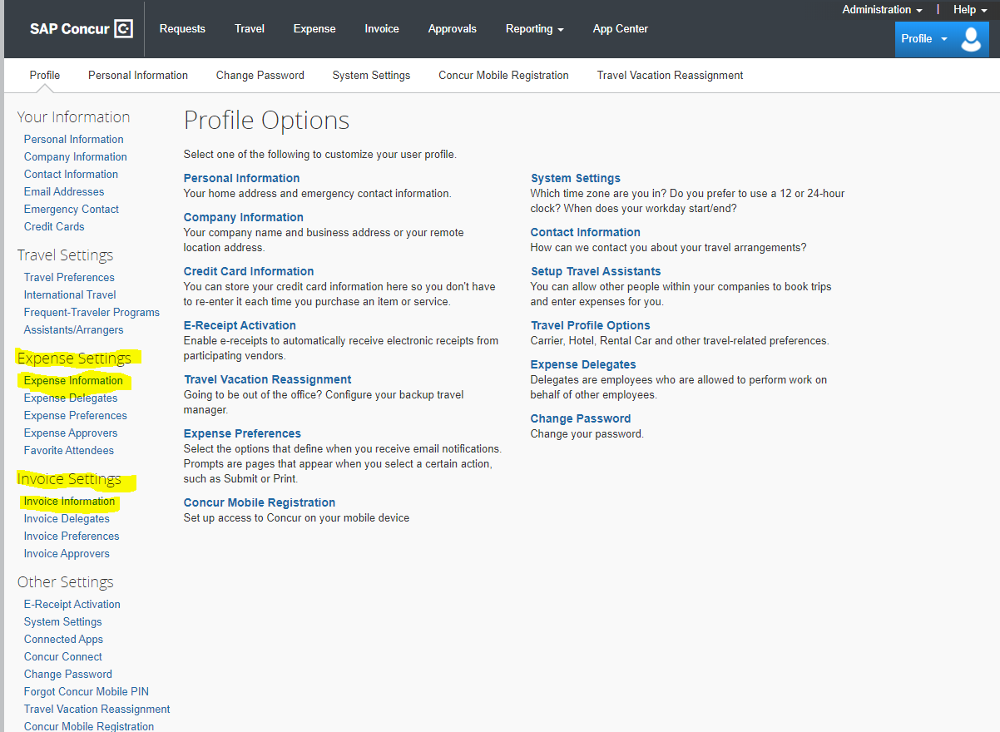 Administration | Help
SAP Concur C
Requests Travel Expense Invoice Approvals Reporting App Center
Profile
Profile Personal Information Change Password System Settings Concur Mobile Registration Travel Vacation Reassignment
Your Information
Personal Information
Company Information
Contact Information
Email Addresses
Emergency Contact
Credit Cards
Travel Settings
Travel Preferences
International Travel
Frequent-Traveler Programs
Assistants/Arrangers
Expense Settings
Expense Information
Expense Delegates
Expense Preferences
Expense Approvers
Favorite Attendees
Invoice Settings
Invoice Information
Invoice Delegates
Invoice Preferences
Invoice Approvers
Other Settings
E-Receipt Activation
System Settings
Connected Apps
Concur Connect
Change Password
Forgot Concur Mobile PIN
Travel Vacation Reassignment
Concur Mobile Registration
Profile Options
Select one of the following to customize your user profile.
Personal Information
Your home address and emergency contact information.
Company Information
Your company name and business address or your remote
location address.
Credit Card Information
You can store your credit card information here so you don't have
to re-enter it each time you purchase an item or service.
E-Receipt Activation
Enable e-receipts to automatically receive electronic receipts from
participating vendors.
Travel Vacation Reassignment
Going to be out of the office? Configure your backup travel
manager.
Expense Preferences
Select the options that define when you receive email notifications.
Prompts are pages that appear when you select a certain action,
such as Submit or Print.
Concur Mobile Registration
Set up access to Concur on your mobile device
System Settings
Which time zone are you in? Do you prefer to use a 12 or 24-hour
clock? When does your workday start/end?
Contact Information
How can we contact you about your travel arrangements?
Setup Travel Assistants
You can allow other people within your companies to book trips
and enter expenses for you.
Travel Profile Options
Carrier, Hotel, Rental Car and other travel-related preferences.
Expense Delegates
Delegates are employees who are allowed to perform work on
behalf of other employees.
Change Password
Change your password.